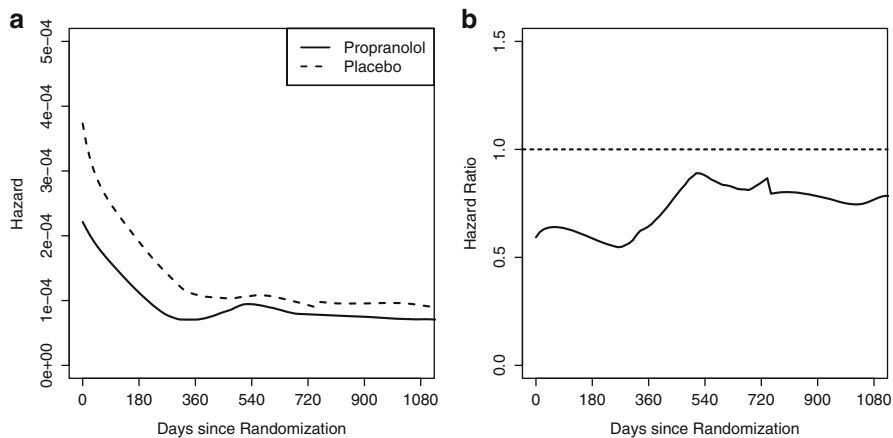 a
5e−04
4e−04
3e−04
2e−04
1e−04
0e+00
Hazard
Propranolol
Placebo
0 180 360 540 720 900 1080
Days since Randomization
b
1.5
1.0
0.5
0.0
Hazard Ratio
0 180 360 540 720 900 1080
Days since Randomization